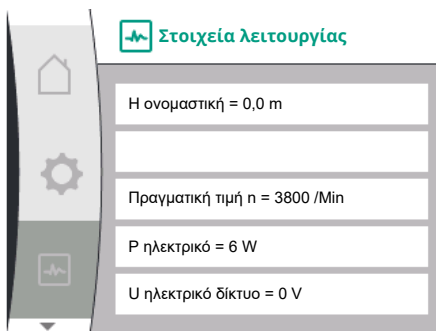 Στοιχεία λειτουργίας
Η ονομαστική = 0,0 m
Πραγματική τιμή n = 3800 /Min
P ηλεκτρικό = 6 W
U ηλεκτρικό δίκτυο = 0 V